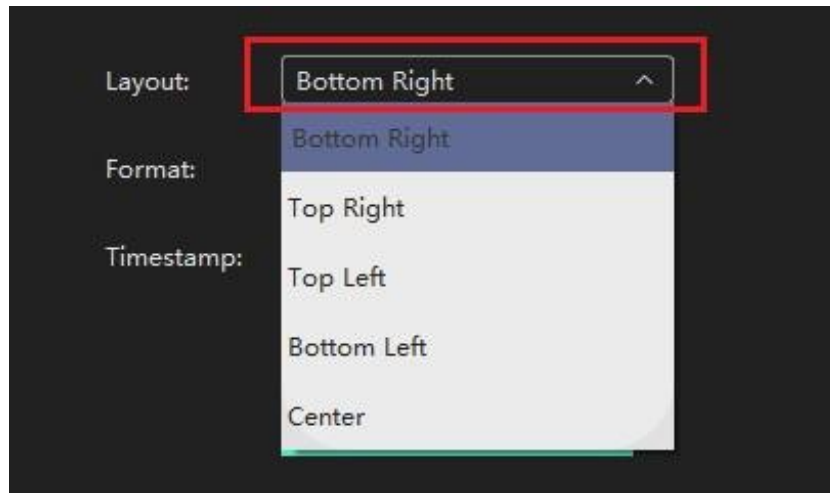 Layout: Bottom Right
Bottom Right
Format:
Top Right
Timestamp:
Top Left
Bottom Left
Center